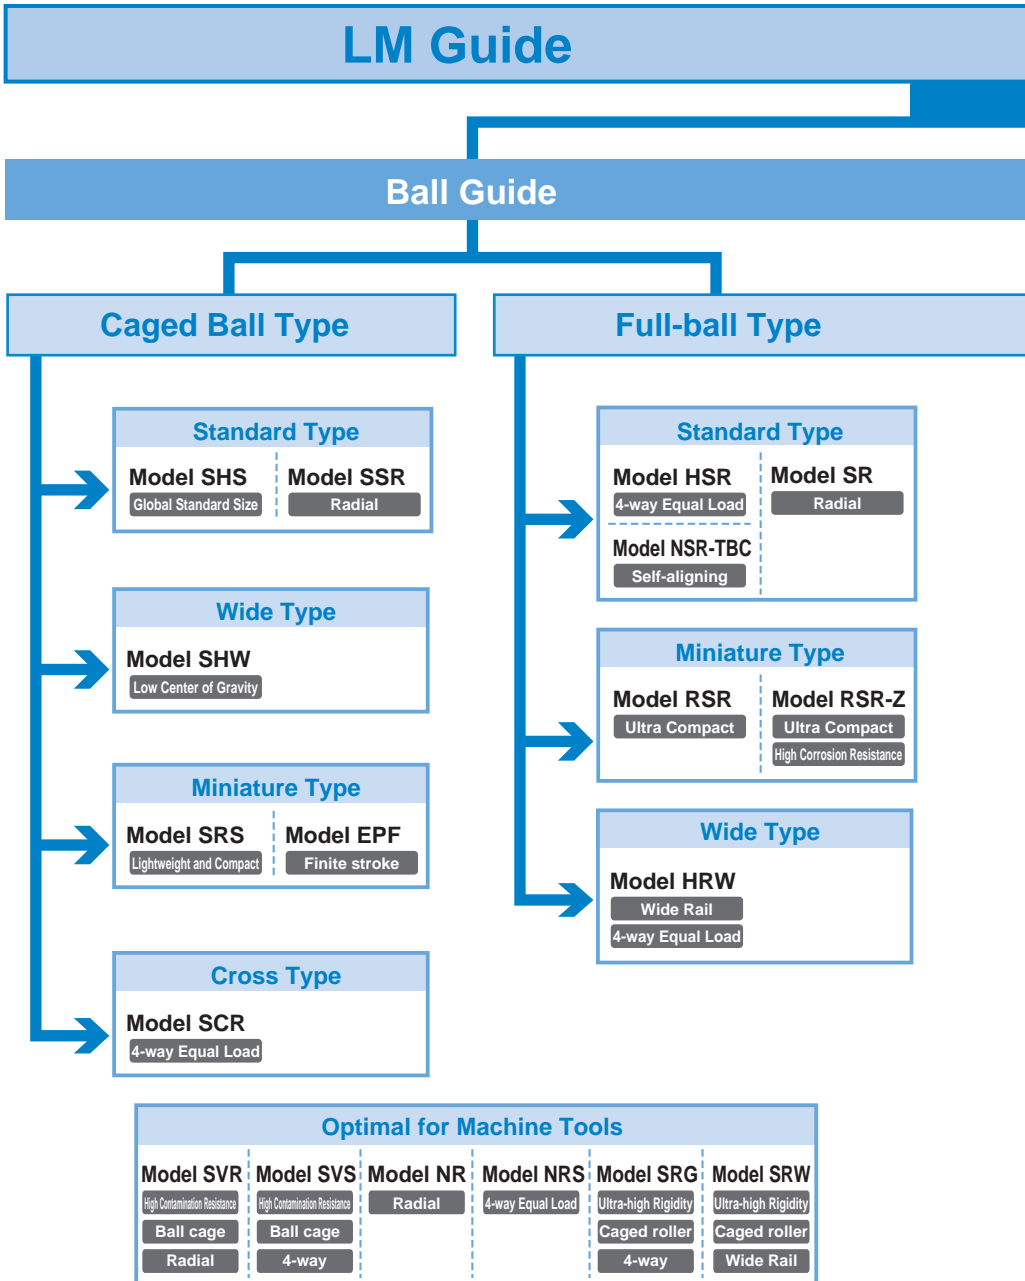 LM Guide
Ball Guide
Caged Ball Type
Standard Type
Model SHS
Global Standard Size
Model SSR
Radial
Wide Type
Model SHW
Low Center of Gravity
Miniature Type
Model SRS
Lightweight and Compact
Model EPF
Finite stroke
Cross Type
Model SCR
4-way Equal Load
Full-ball Type
Standard Type
Model HSR
4-way Equal Load
Model NSR-TBC
Self-aligning
Model SR
Radial
Miniature Type
Model RSR
Ultra Compact
Model RSR-Z
Ultra Compact
High Corrosion Resistance
Wide Type
Model HRW
Wide Rail
4-way Equal Load
Optimal for Machine Tools
Model SVR
High Contamination Resistance
Ball cage
Radial
Model SVS
High Contamination Resistance
Ball cage
4-way
Model NR
Radial
Model NRS
4-way Equal Load
Model SRG
Ultra-high Rigidity
Caged roller
4-way
Model SRW
Ultra-high Rigidity
Caged roller
Wide Rail